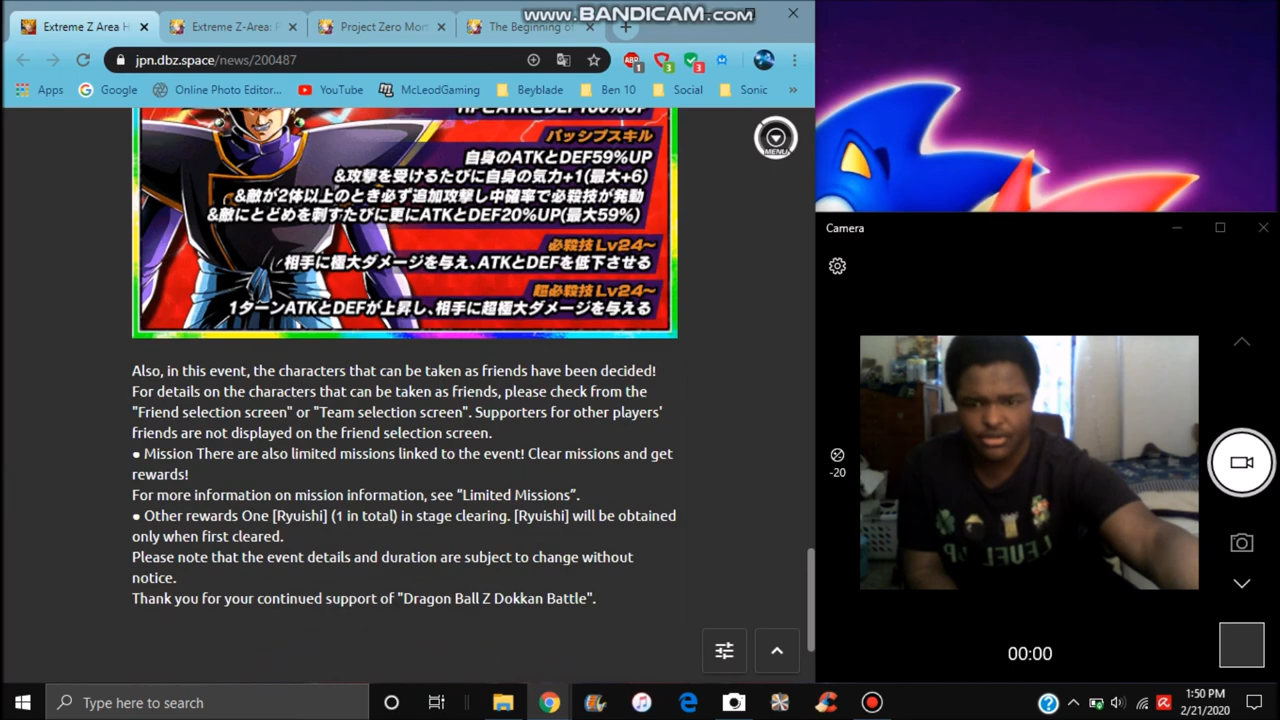 www.BANDICAM.com
Extreme Z Area H
Extreme Z-Area: F
Project Zero Mor
The Beginning of
jpn.dbz.space/news/200487
Apps
Google
Online Photo Editor...
YouTube
McLeodGaming
Beyblade
Ben 10
Social
Sonic
»
パッシブスキル
自身のATKとDEF59%UP
&攻撃を受けるたびに自身の気力+1(最大+6)
&敵が2体以上のとき必ず追加攻撃し中確率で必殺技が発動
&敵にとどめを刺すたびに更にATKとDEF20%UP(最大59%)
必殺技Lv24~
相手に極大ダメージを与え、ATKとDEFを低下させる
超必殺技Lv24~
1ターンATKとDEFが上昇し、相手に超極大ダメージを与える
MENU
Also, in this event, the characters that can be taken as friends have been decided!
For details on the characters that can be taken as friends, please check from the
"Friend selection screen" or "Team selection screen". Supporters for other players'
friends are not displayed on the friend selection screen.
● Mission There are also limited missions linked to the event! Clear missions and get
rewards!
For more information on mission information, see “Limited Missions”.
● Other rewards One [Ryuishi] (1 in total) in stage clearing. [Ryuishi] will be obtained
only when first cleared.
Please note that the event details and duration are subject to change without
notice.
Thank you for your continued support of "Dragon Ball Z Dokkan Battle".
Camera
-20
LEVEL UP
00:00
Type here to search
1:50 PM
2/21/2020